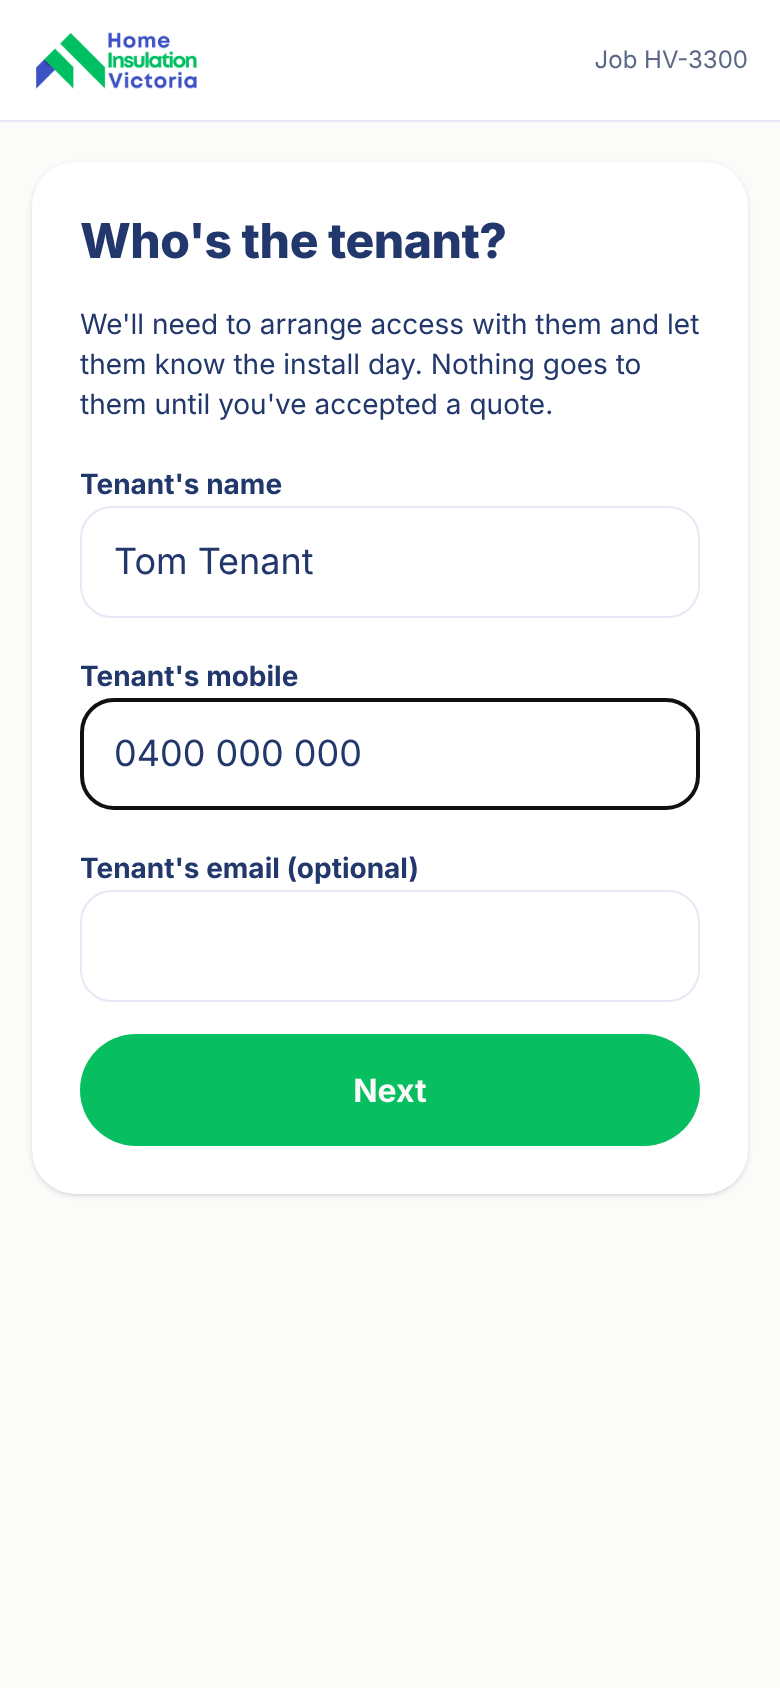 Home
Insulation
Victoria
Job HV-3300
Who's the tenant?
We'll need to arrange access with them and let
them know the install day. Nothing goes to
them until you've accepted a quote.
Tenant's name
Tom Tenant
Tenant's mobile
0400 000 000
Tenant's email (optional)
Next